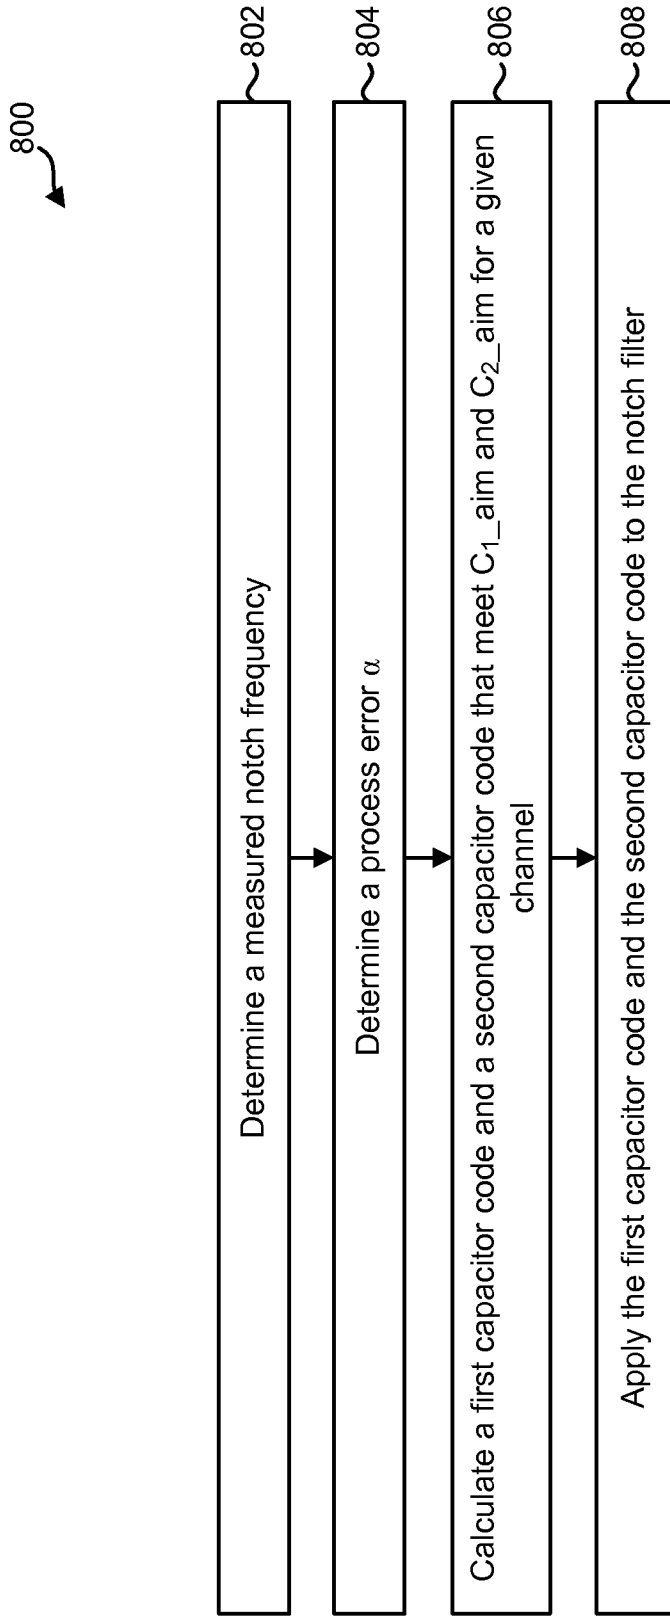 800
Determine a measured notch frequency
802
Determine a process error α
804
Calculate a first capacitor code and a second capacitor code that meet C1_aim and C2_aim for a given
channel
806
Apply the first capacitor code and the second capacitor code to the notch filter
808